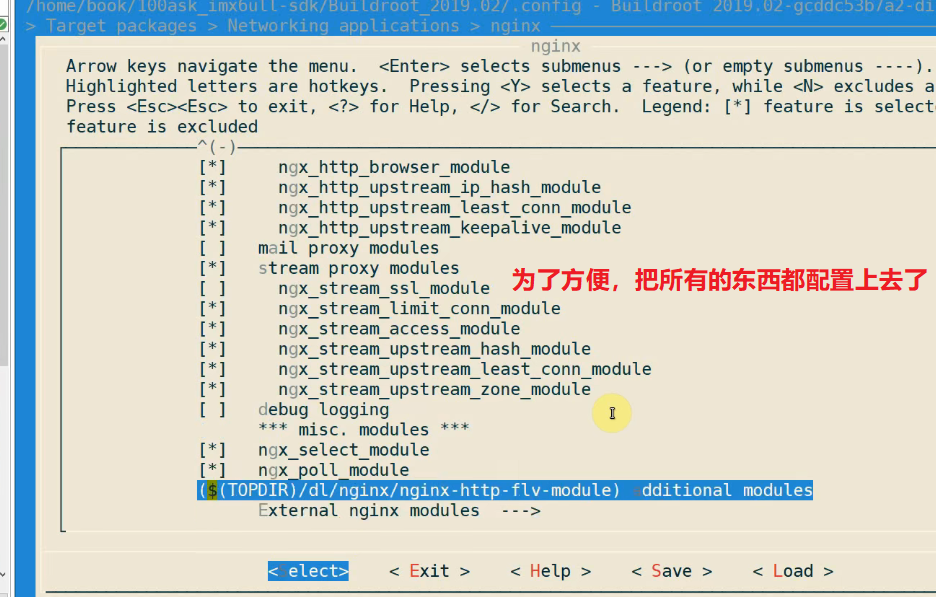 /home/book/100ask_imx6ull-sdk/Buildroot_2019.02/.config - Buildroot 2019.02-gcddc53b7a2-di
> Target packages > Networking applications > nginx
nginx
Arrow keys navigate the menu.  <Enter> selects submenus ---> (or empty submenus ----).
Highlighted letters are hotkeys.  Pressing <Y> selects a feature, while <N> excludes a
Press <Esc><Esc> to exit, <?> for Help, </> for Search.  Legend: [*] feature is select
feature is excluded
^(-)
[*] ngx_http_browser_module
[*] ngx_http_upstream_ip_hash_module
[*] ngx_http_upstream_least_conn_module
[*] ngx_http_upstream_keepalive_module
[ ] mail proxy modules
[*] stream proxy modules
为了方便，把所有的东西都配置上去了
[ ] ngx_stream_ssl_module
[*] ngx_stream_limit_conn_module
[*] ngx_stream_access_module
[*] ngx_stream_upstream_hash_module
[*] ngx_stream_upstream_least_conn_module
[*] ngx_stream_upstream_zone_module
[ ] debug logging
*** misc. modules ***
[*] ngx_select_module
[*] ngx_poll_module
($(TOPDIR)/dl/nginx/nginx-http-flv-module) dditional modules
External nginx modules  --->
< elect> < Exit > < Help > < Save > < Load >